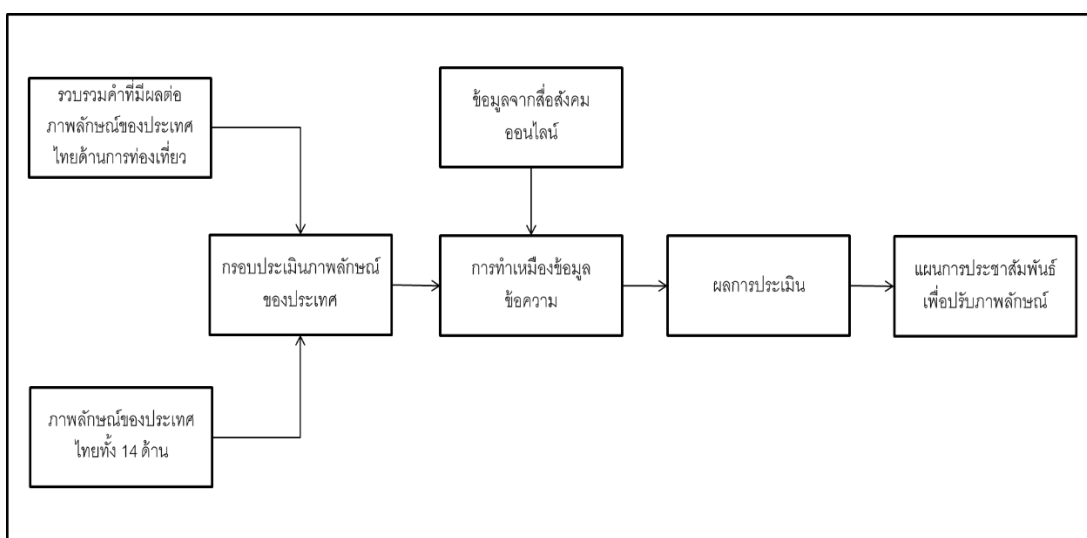 รวบรวมคำที่มีผลต่อ
ภาพลักษณ์ของประเทศ
ไทยด้านการท่องเที่ยว
ข้อมูลจากสื่อสังคม
ออนไลน์
กรอบประเมินภาพลักษณ์
ของประเทศ
การทำเหมืองข้อมูล
ข้อความ
ผลการประเมิน
แผนการประชาสัมพันธ์
เพื่อปรับภาพลักษณ์
ภาพลักษณ์ของประเทศ
ไทยทั้ง 14 ด้าน